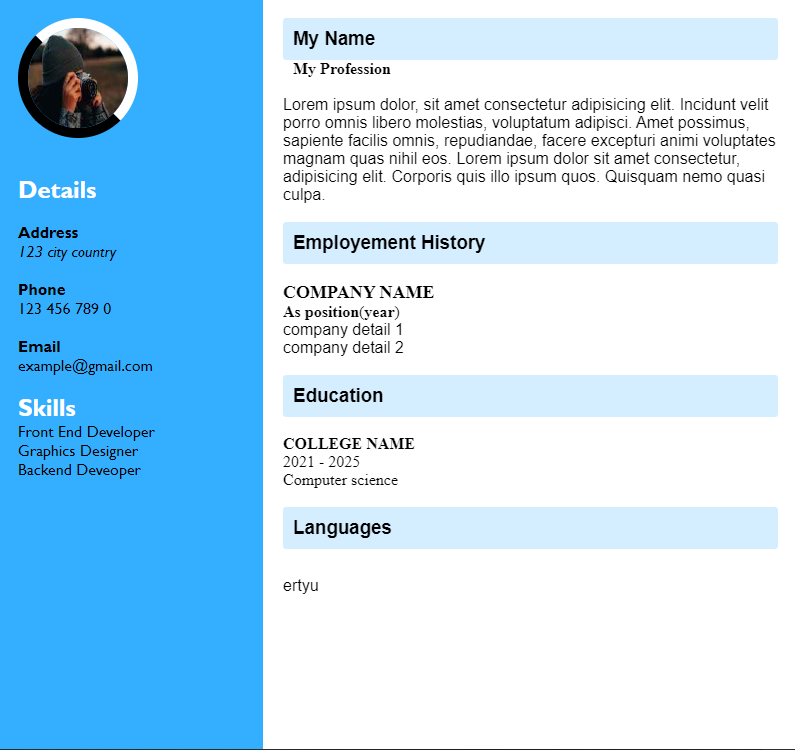 Details
Address
123 city country
Phone
123 456 789 0
Email
example@gmail.com
Skills
Front End Developer
Graphics Designer
Backend Deveoper
My Name
My Profession
Lorem ipsum dolor, sit amet consectetur adipisicing elit. Incidunt velit
porro omnis libero molestias, voluptatum adipisci. Amet possimus,
sapiente facilis omnis, repudiandae, facere excepturi animi voluptates
magnam quas nihil eos. Lorem ipsum dolor sit amet consectetur,
adipisicing elit. Corporis quis illo ipsum quos. Quisquam nemo quasi
culpa.
Employement History
COMPANY NAME
As position(year)
company detail 1
company detail 2
Education
COLLEGE NAME
2021 - 2025
Computer science
Languages
ertyu